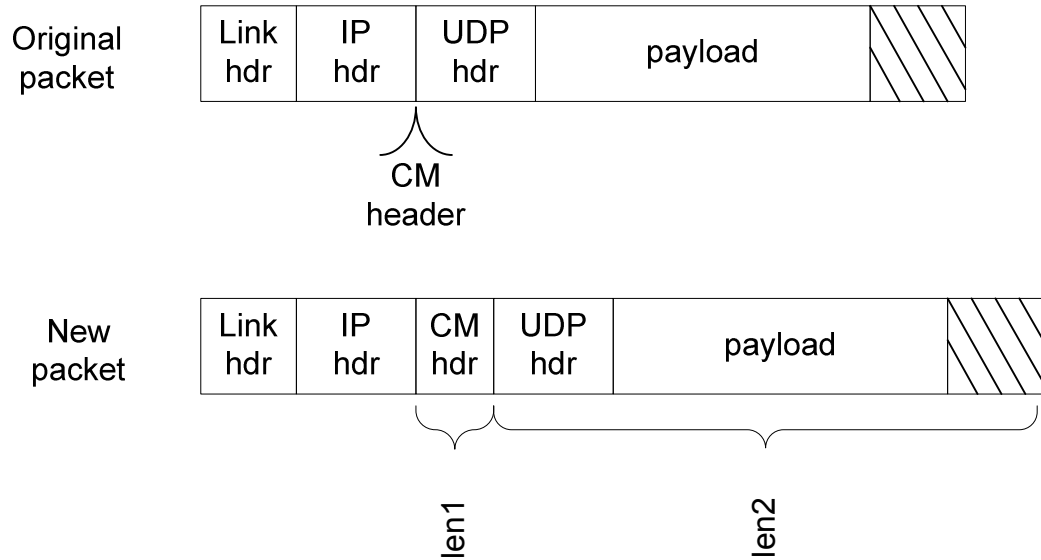 Original
packet
Link
hdr
IP
hdr
UDP
hdr
payload
CM
header
New
packet
Link
hdr
IP
hdr
CM
hdr
UDP
hdr
payload
len1
len2